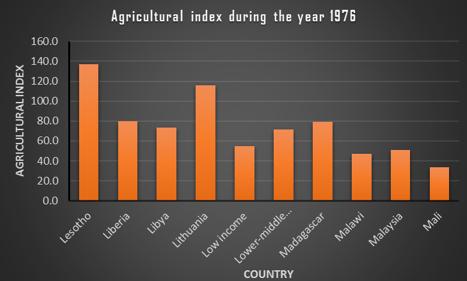 Agricultural index during the year 1976
AGRICULTURAL INDEX
160.0
140.0
120.0
100.0
80.0
60.0
40.0
20.0
0.0
Lesotho
Liberia
Libya
Lithuania
Low income
Lower-middle...
Madagascar
Malawi
Malaysia
Mali
COUNTRY